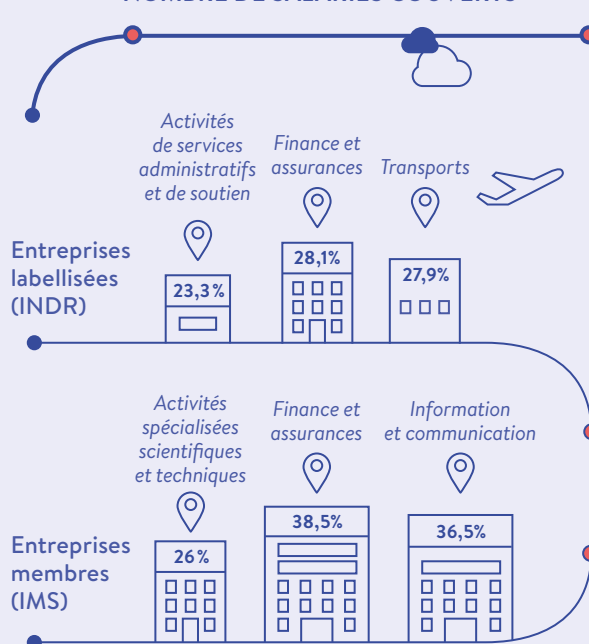 NOMBRE DE SALARIÉS COUVERTS
Activités
de services
administratifs
et de soutien
Finance et
assurances
Transports
Entreprises
labellisées
(INDR)
23,3%
28,1%
27,9%
Activités
spécialisées
scientifiques
et techniques
Finance et
assurances
Information
et communication
Entreprises
membres
(IMS)
26%
38,5%
36,5%